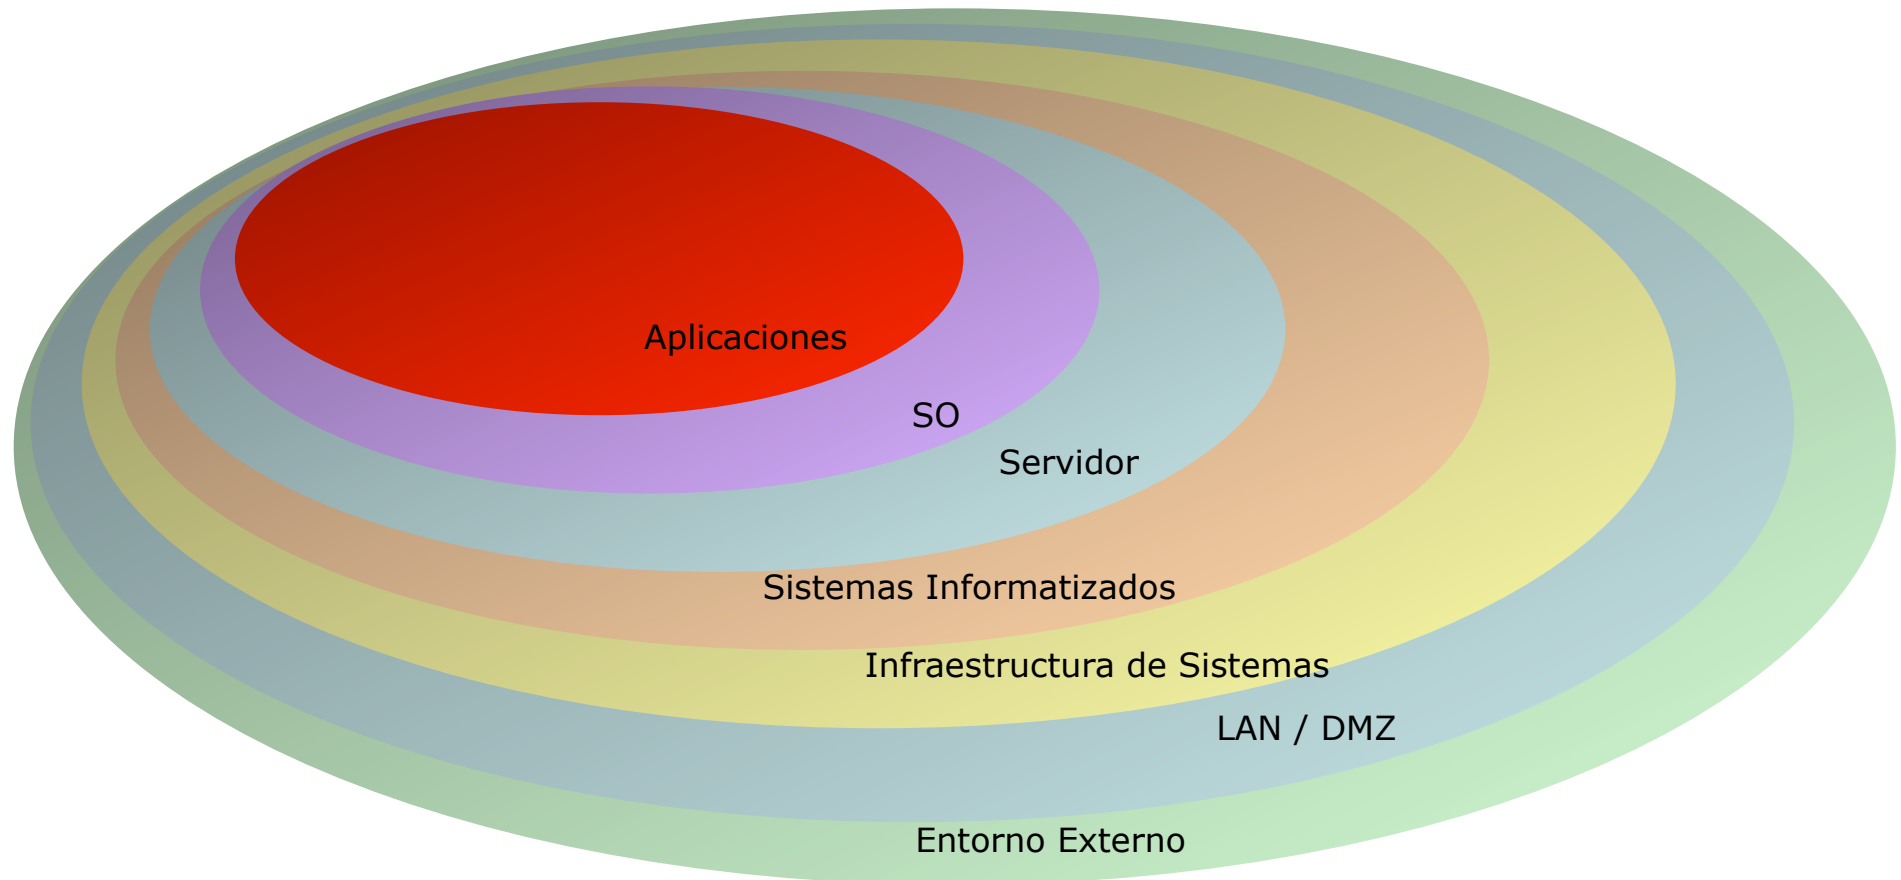 Aplicaciones
SO
Servidor
Sistemas Informatizados
Infraestructura de Sistemas
LAN / DMZ
Entorno Externo